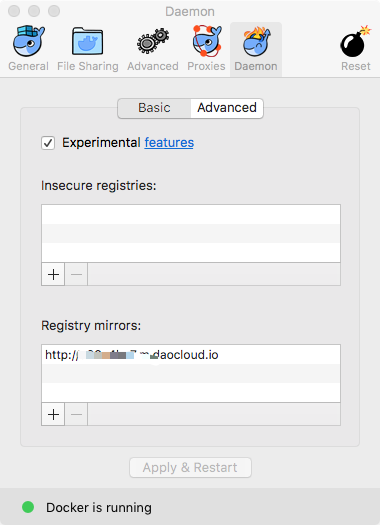 Daemon
General File Sharing Advanced Proxies Daemon Reset
Basic Advanced
Experimental features
Insecure registries:
+ −
Registry mirrors:
http:/ daocloud.io
+ −
Apply & Restart
Docker is running